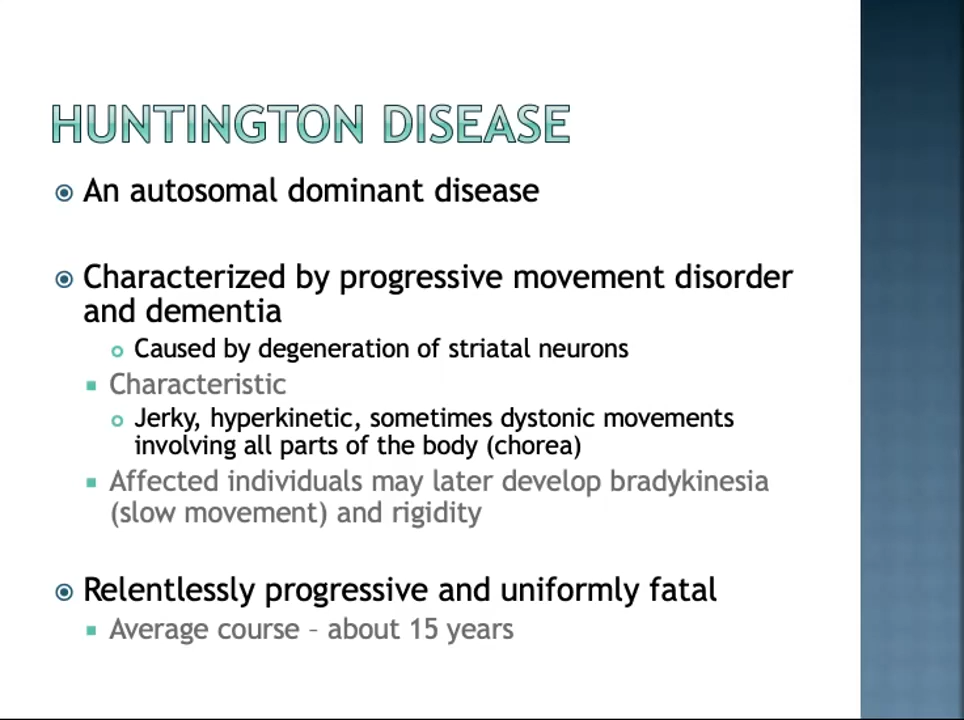 HUNTINGTON DISEASE
An autosomal dominant disease
Characterized by progressive movement disorder
and dementia
Caused by degeneration of striatal neurons
Characteristic
Jerky, hyperkinetic, sometimes dystonic movements
involving all parts of the body (chorea)
Affected individuals may later develop bradykinesia
(slow movement) and rigidity
Relentlessly progressive and uniformly fatal
Average course – about 15 years